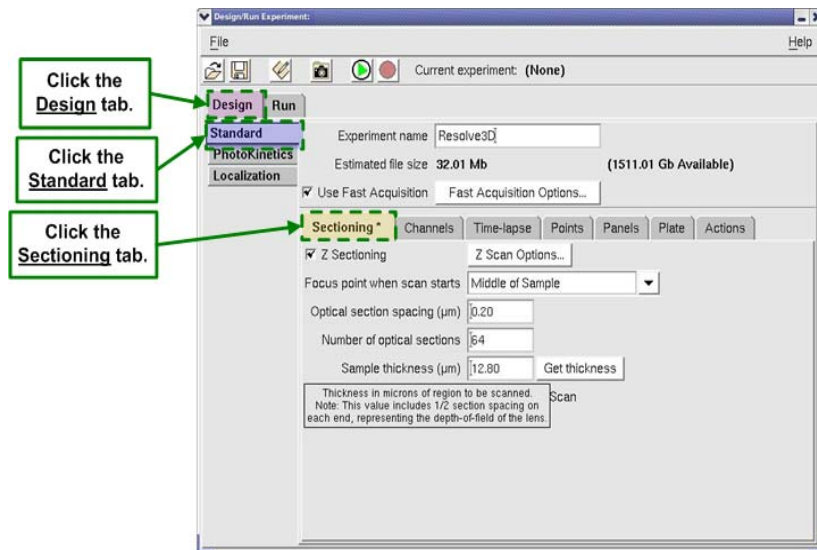 Design/Run Experiment:
File
Help
Current experiment: (None)
Click the
Design tab.
Design
Run
Click the
Standard tab.
Standard
PhotoKinetics
Localization
Experiment name Resolve3D
Estimated file size 32.01 Mb (1511.01 Gb Available)
Use Fast Acquisition Fast Acquisition Options...
Click the
Sectioning tab.
Sectioning * Channels Time-lapse Points Panels Plate Actions
Z Sectioning Z Scan Options...
Focus point when scan starts Middle of Sample
Optical section spacing (µm) 0.20
Number of optical sections 64
Sample thickness (µm) 12.80 Get thickness
Thickness in microns of region to be scanned.
Note: This value includes 1/2 section spacing on
each end, representing the depth-of-field of the lens.
Scan